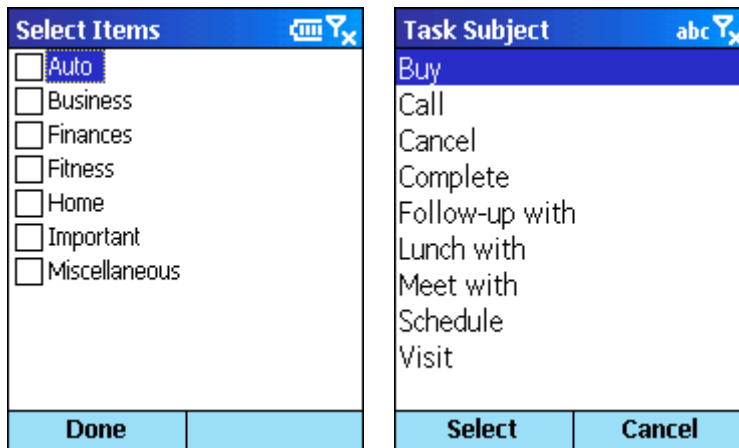 Select Items
Auto
Business
Finances
Fitness
Home
Important
Miscellaneous
Done
Task Subject
abc
Buy
Call
Cancel
Complete
Follow-up with
Lunch with
Meet with
Schedule
Visit
Select
Cancel